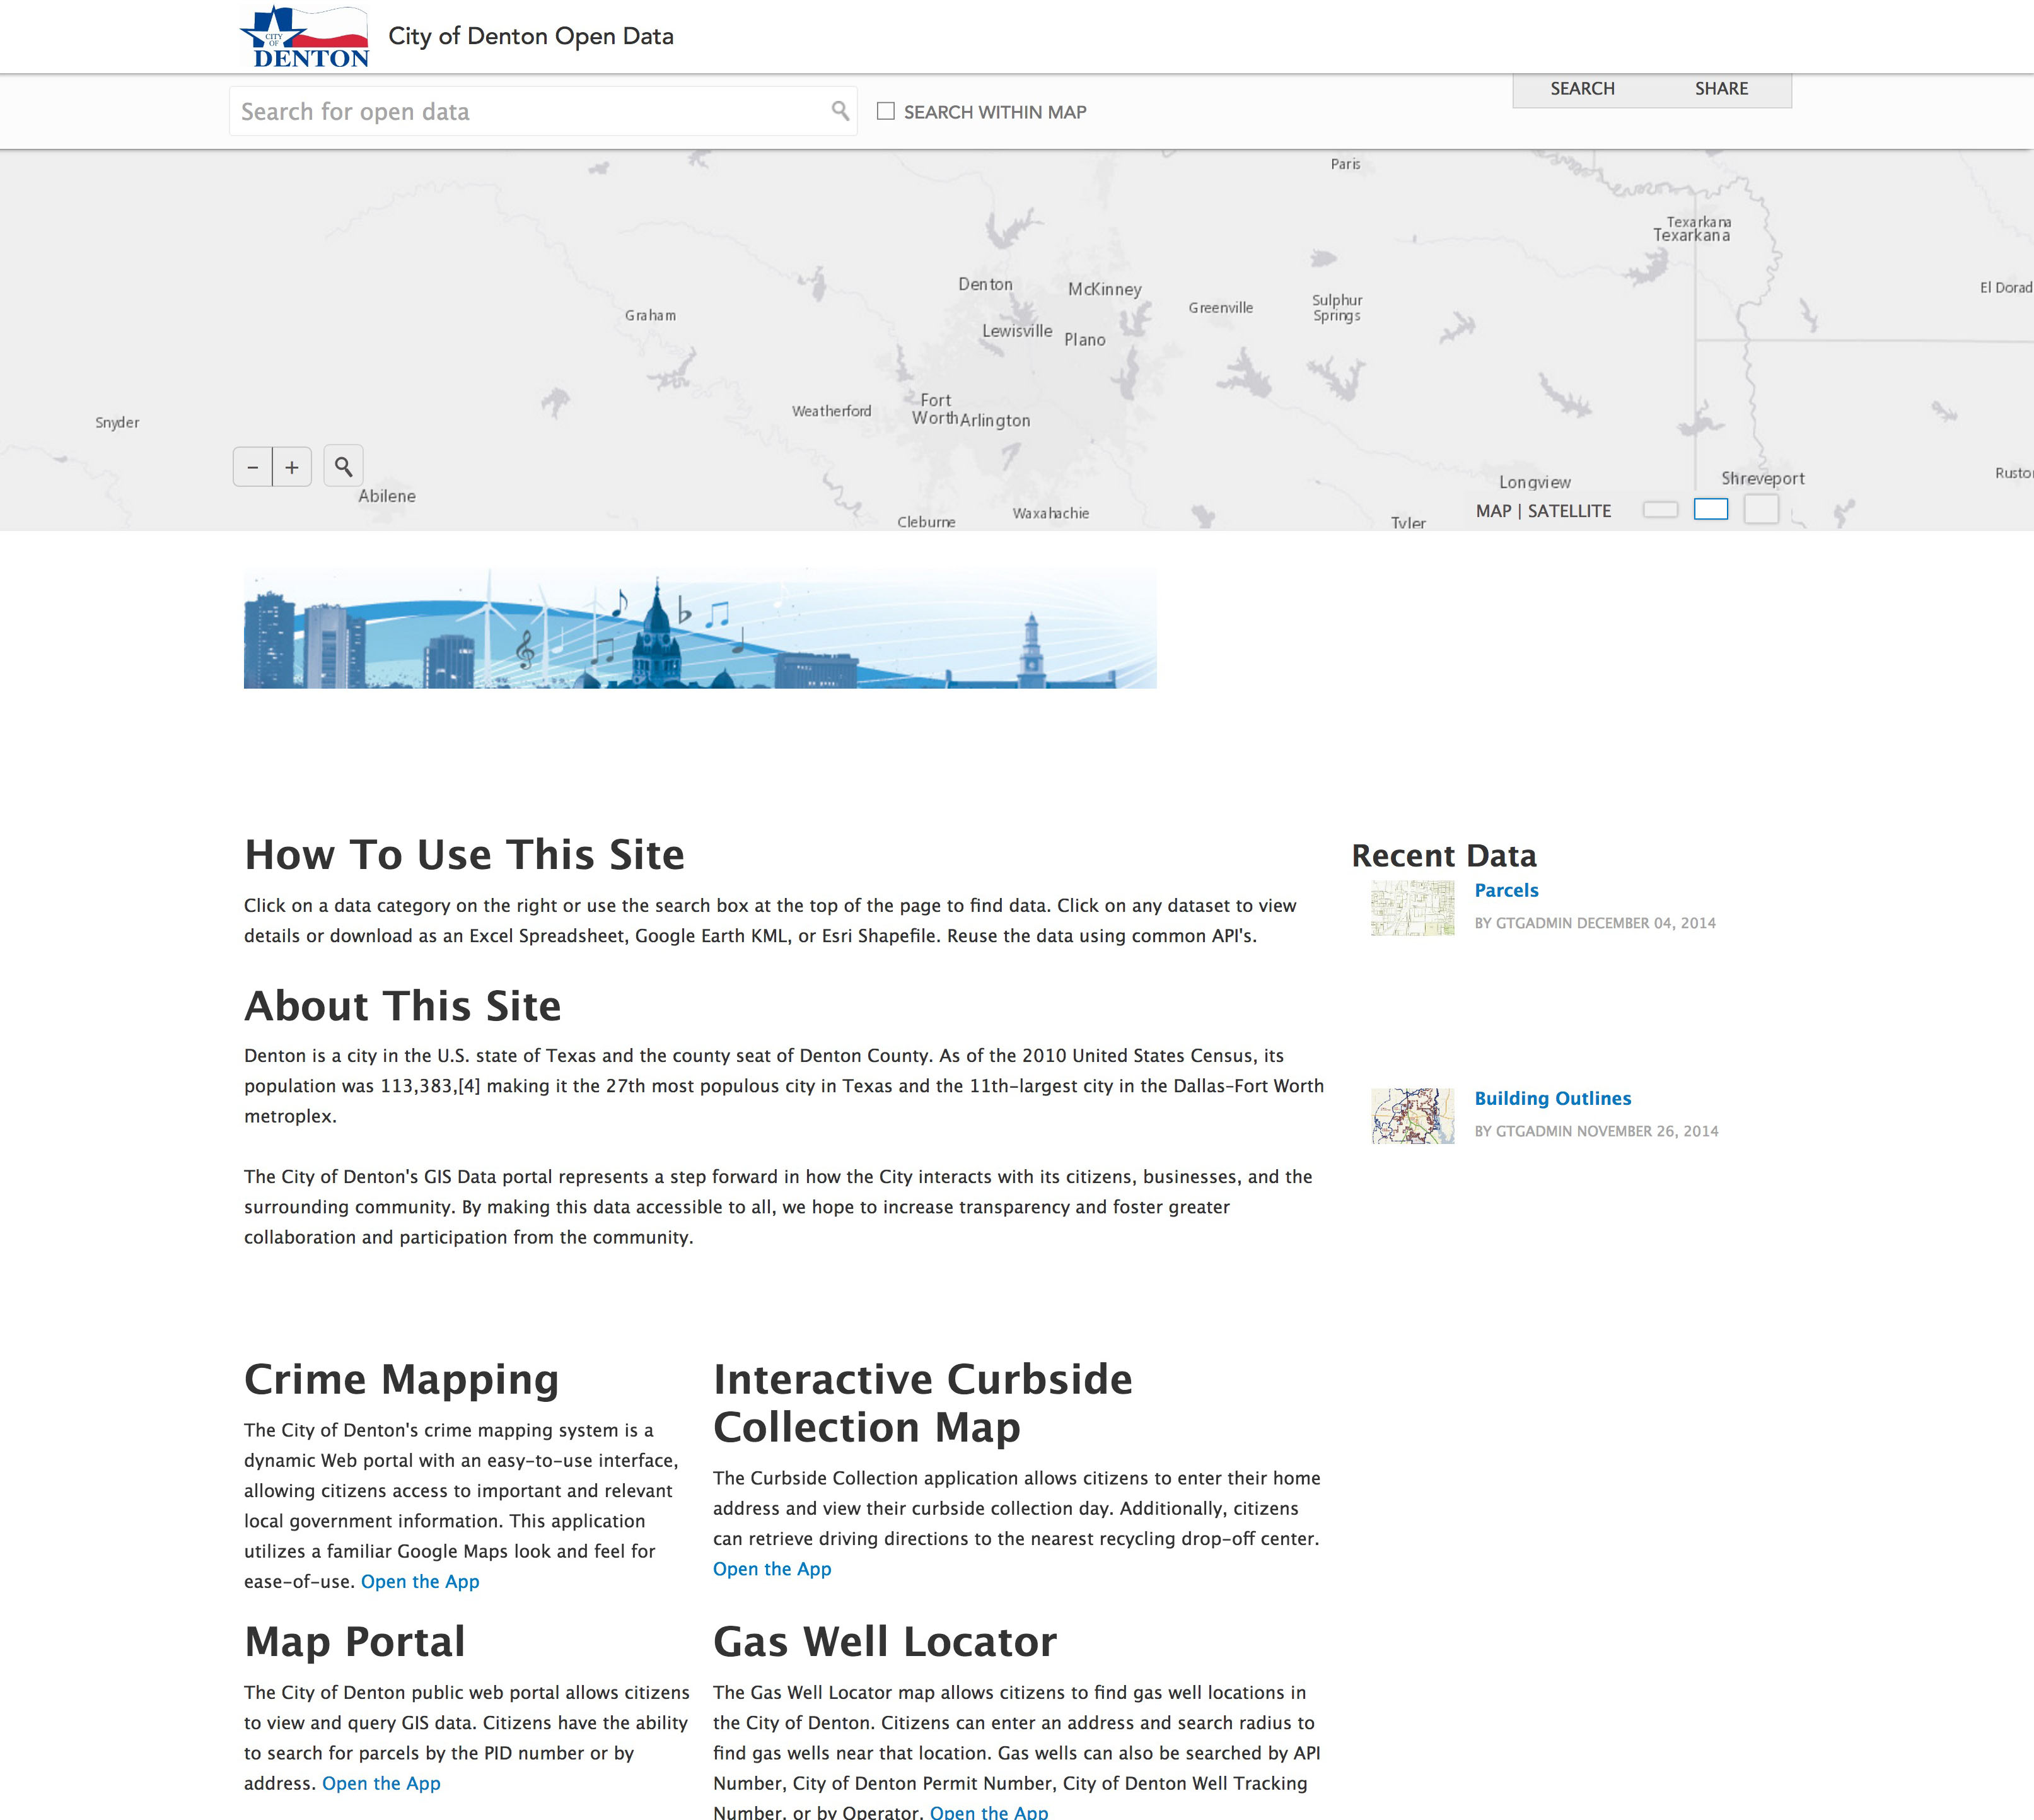 CITY
OF
DENTON
City of Denton Open Data
Search for open data
SEARCH WITHIN MAP
SEARCH
SHARE
Paris
Texarkana
Texarkana
Denton
McKinney
El Dorad
Graham
Greenville
Sulphur
Springs
Lewisville
Plano
Snyder
Weatherford
Fort
Worth
Arlington
Abilene
Longview
Shreveport
Rusto
Cleburne
Waxahachie
Tyler
MAP | SATELLITE
How To Use This Site
Click on a data category on the right or use the search box at the top of the page to find data. Click on any dataset to view
details or download as an Excel Spreadsheet, Google Earth KML, or Esri Shapefile. Reuse the data using common API's.
About This Site
Denton is a city in the U.S. state of Texas and the county seat of Denton County. As of the 2010 United States Census, its
population was 113,383,[4] making it the 27th most populous city in Texas and the 11th-largest city in the Dallas-Fort Worth
metroplex.
The City of Denton's GIS Data portal represents a step forward in how the City interacts with its citizens, businesses, and the
surrounding community. By making this data accessible to all, we hope to increase transparency and foster greater
collaboration and participation from the community.
Recent Data
Parcels
BY GTGADMIN DECEMBER 04, 2014
Building Outlines
BY GTGADMIN NOVEMBER 26, 2014
Crime Mapping
The City of Denton's crime mapping system is a
dynamic Web portal with an easy-to-use interface,
allowing citizens access to important and relevant
local government information. This application
utilizes a familiar Google Maps look and feel for
ease-of-use. Open the App
Interactive Curbside
Collection Map
The Curbside Collection application allows citizens to enter their home
address and view their curbside collection day. Additionally, citizens
can retrieve driving directions to the nearest recycling drop-off center.
Open the App
Map Portal
The City of Denton public web portal allows citizens
to view and query GIS data. Citizens have the ability
to search for parcels by the PID number or by
address. Open the App
Gas Well Locator
The Gas Well Locator map allows citizens to find gas well locations in
the City of Denton. Citizens can enter an address and search radius to
find gas wells near that location. Gas wells can also be searched by API
Number, City of Denton Permit Number, City of Denton Well Tracking
Number, or by Operator. Open the App